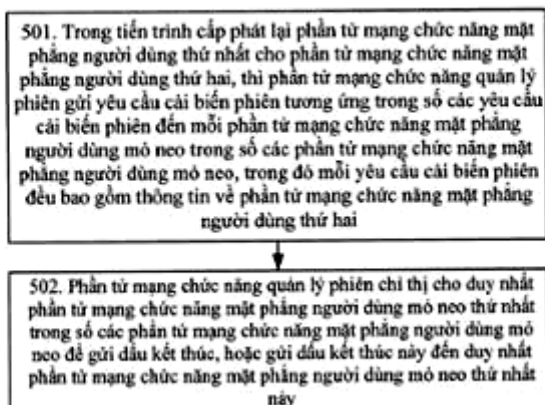 501. Trong tiến trình cấp phát lại phần tử mạng chức năng mặt
phẳng người dùng thứ nhất cho phần tử mạng chức năng mặt
phẳng người dùng thứ hai, thì phần tử mạng chức năng quản lý
phiên gửi yêu cầu cải biến phiên tương ứng trong số các yêu cầu
cải biến phiên đến mỗi phần tử mạng chức năng mặt phẳng
người dùng mỏ neo trong số các phần tử mạng chức năng mặt
phẳng người dùng mỏ neo, trong đó mỗi yêu cầu cải biến phiên
đều bao gồm thông tin về phần tử mạng chức năng mặt phẳng
người dùng thứ hai
502. Phần tử mạng chức năng quản lý phiên chỉ thị cho duy nhất
phần tử mạng chức năng mặt phẳng người dùng mỏ neo thứ nhất
trong số các phần tử mạng chức năng mặt phẳng người dùng mỏ
neo để gửi dấu kết thúc, hoặc gửi dấu kết thúc này đến duy nhất
phần tử mạng chức năng mặt phẳng người dùng mỏ neo thứ nhất
này